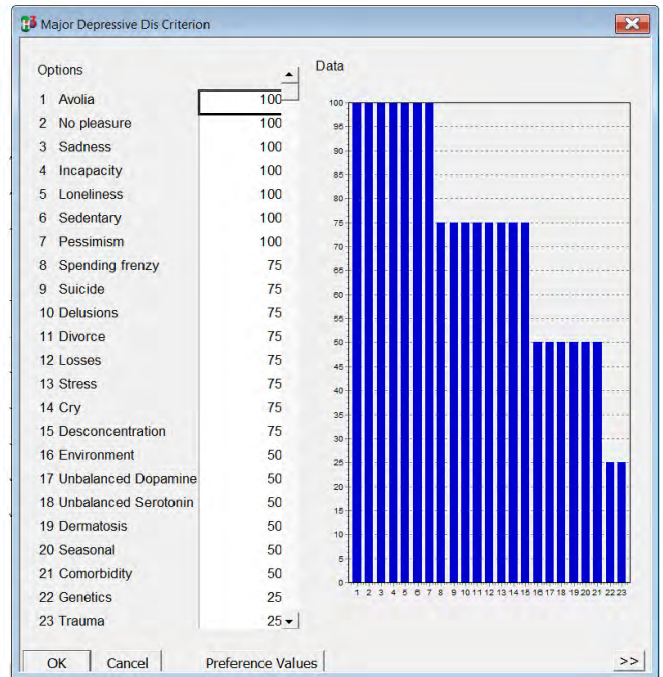 Major Depressive Dis Criterion
Options
1 Avolia 100
2 No pleasure 100
3 Sadness 100
4 Incapacity 100
5 Loneliness 100
6 Sedentary 100
7 Pessimism 100
8 Spending frenzy 75
9 Suicide 75
10 Delusions 75
11 Divorce 75
12 Losses 75
13 Stress 75
14 Cry 75
15 Desconcentration 75
16 Environment 50
17 Unbalanced Dopamine 50
18 Unbalanced Serotonin 50
19 Dermatosis 50
20 Seasonal 50
21 Comorbidity 50
22 Genetics 25
23 Trauma 25
Data
100
95
90
85
80
75
70
65
60
55
50
45
40
35
30
25
20
15
10
5
0
1 2 3 4 5 6 7 8 9 10 11 12 13 14 15 16 17 18 19 20 21 22 23
OK Cancel Preference Values >>